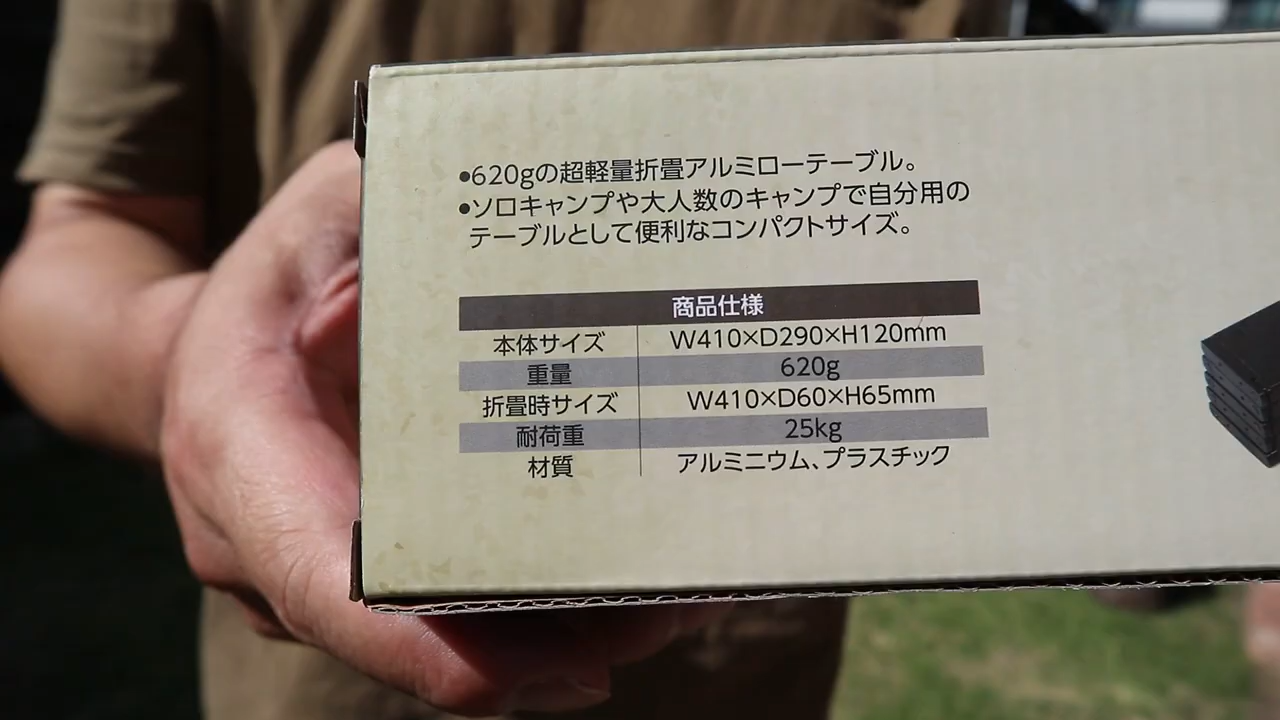 ●620gの超軽量折畳アルミローテーブル。
●ソロキャンプや大人数のキャンプで自分用の
テーブルとして便利なコンパクトサイズ。
商品仕様
本体サイズ W410×D290×H120mm
重量 620g
折畳時サイズ W410×D60×H65mm
耐荷重 25kg
材質 アルミニウム、プラスチック